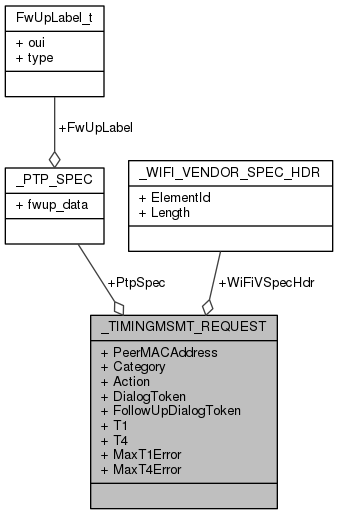 FwUpLabel_t
+ oui
+ type
+FwUpLabel
_PTP_SPEC
+ fwup_data
_WIFI_VENDOR_SPEC_HDR
+ ElementId
+ Length
+PtpSpec
+WiFiVSpecHdr
_TIMINGMSMT_REQUEST
+ PeerMACAddress
+ Category
+ Action
+ DialogToken
+ FollowUpDialogToken
+ T1
+ T4
+ MaxT1Error
+ MaxT4Error